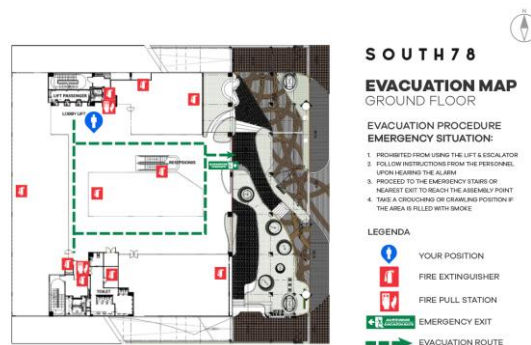 N
SOUTH78
EVACUATION MAP
GROUND FLOOR
EVACUATION PROCEDURE
EMERGENCY SITUATION:
1. PROHIBITED FROM USING THE LIFT & ESCALATOR
2. FOLLOW INSTRUCTIONS FROM THE PERSONNEL
UPON HEARING THE ALARM
3. PROCEED TO THE EMERGENCY STAIRS OR
NEAREST EXIT TO REACH THE ASSEMBLY POINT
4. TAKE A CROUCHING OR CRAWLING POSITION IF
THE AREA IS FILLED WITH SMOKE
LEGENDA
YOUR POSITION
FIRE EXTINGUISHER
FIRE PULL STATION
EMERGENCY EXIT
EVACUATION ROUTE
LIFT PASSENGER
LOBBY LIFT
RESEPSIONIS
TOILET